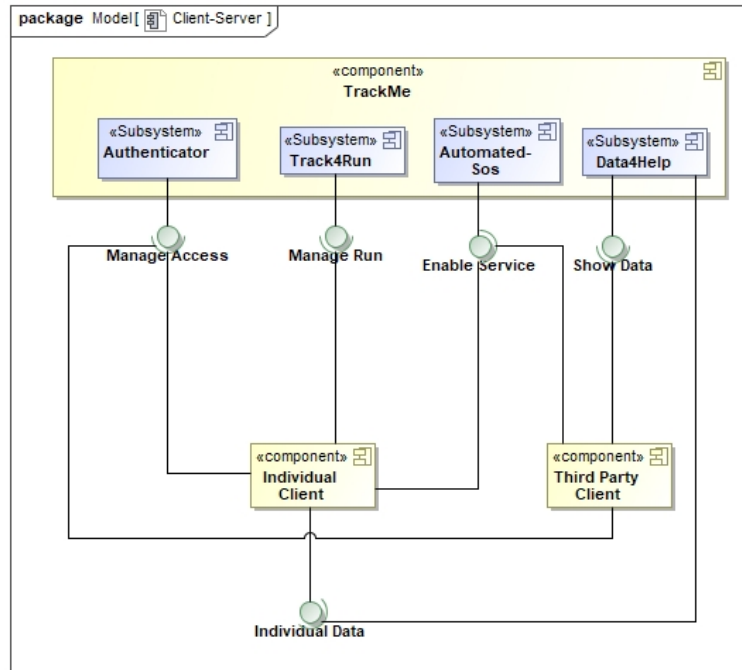 package Model[ Client-Server ]
«component»
TrackMe
«Subsystem»
Authenticator
«Subsystem»
Track4Run
«Subsystem»
Automated-
Sos
«Subsystem»
Data4Help
Manage Access
Manage Run
Enable Service
Show Data
«component»
Individual
Client
«component»
Third Party
Client
Individual Data